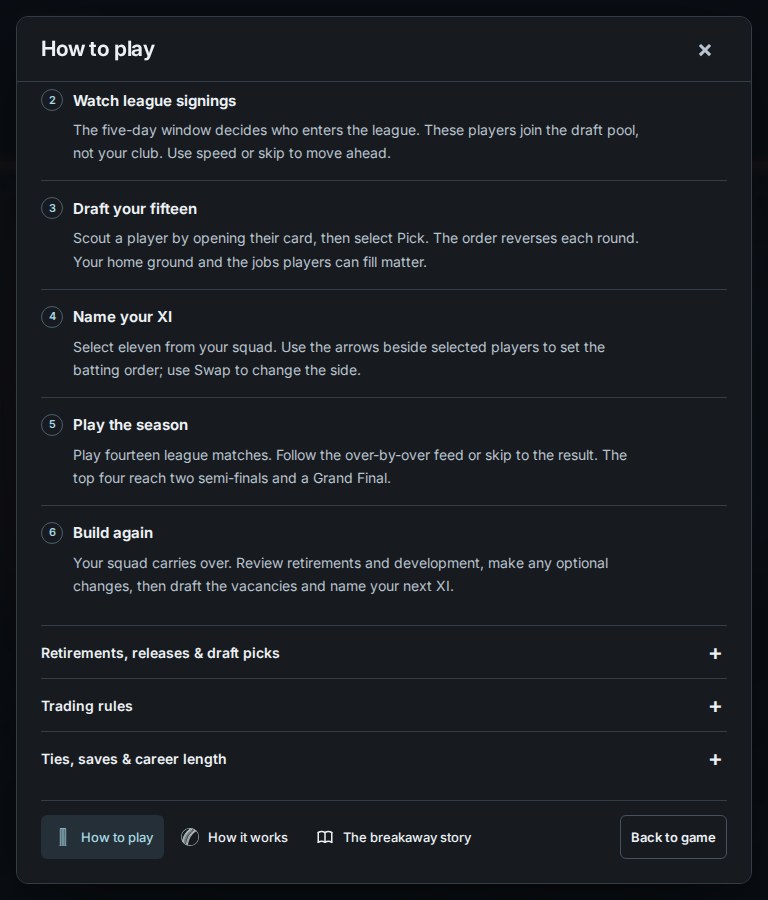 How to play
×
2 Watch league signings
The five-day window decides who enters the league. These players join the draft pool,
not your club. Use speed or skip to move ahead.
3 Draft your fifteen
Scout a player by opening their card, then select Pick. The order reverses each round.
Your home ground and the jobs players can fill matter.
4 Name your XI
Select eleven from your squad. Use the arrows beside selected players to set the
batting order; use Swap to change the side.
5 Play the season
Play fourteen league matches. Follow the over-by-over feed or skip to the result. The
top four reach two semi-finals and a Grand Final.
6 Build again
Your squad carries over. Review retirements and development, make any optional
changes, then draft the vacancies and name your next XI.
Retirements, releases & draft picks +
Trading rules +
Ties, saves & career length +
How to play How it works The breakaway story Back to game